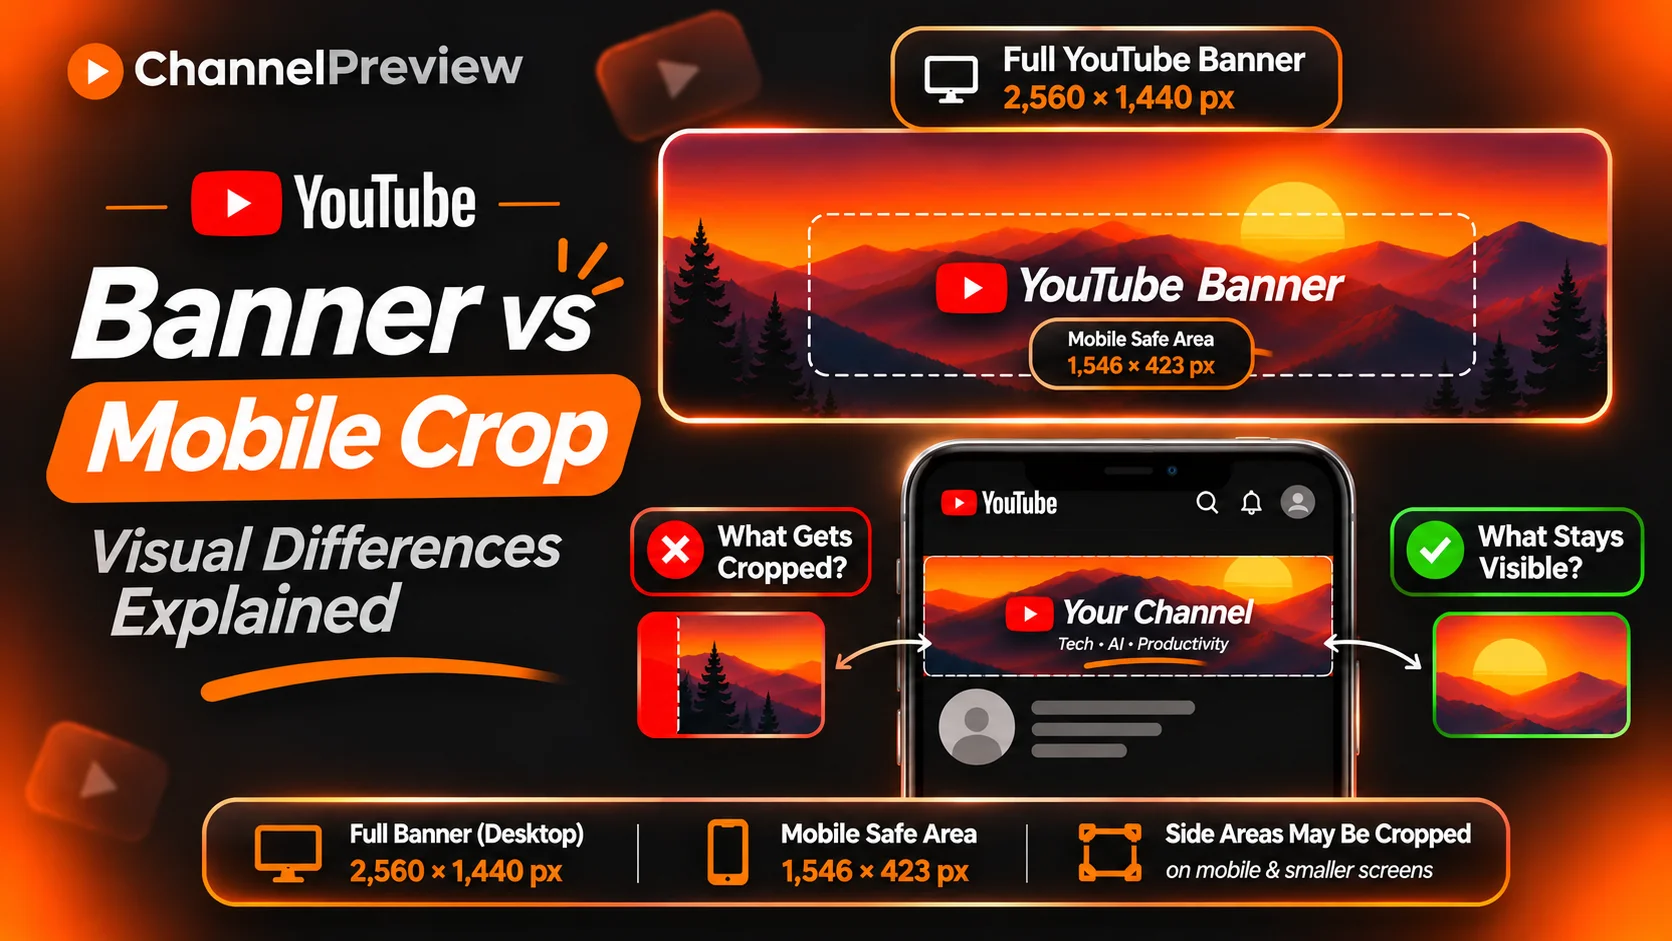 ChannelPreview
YouTube
Banner vs
Mobile Crop
Visual Differences
Explained
Full YouTube Banner
2,560 × 1,440 px
YouTube Banner
Mobile Safe Area
1,546 × 423 px
What Gets
Cropped?
YouTube
Your Channel
Tech • AI • Productivity
What Stays
Visible?
Full Banner (Desktop)
2,560 × 1,440 px
Mobile Safe Area
1,546 × 423 px
Side Areas May Be Cropped
on mobile & smaller screens